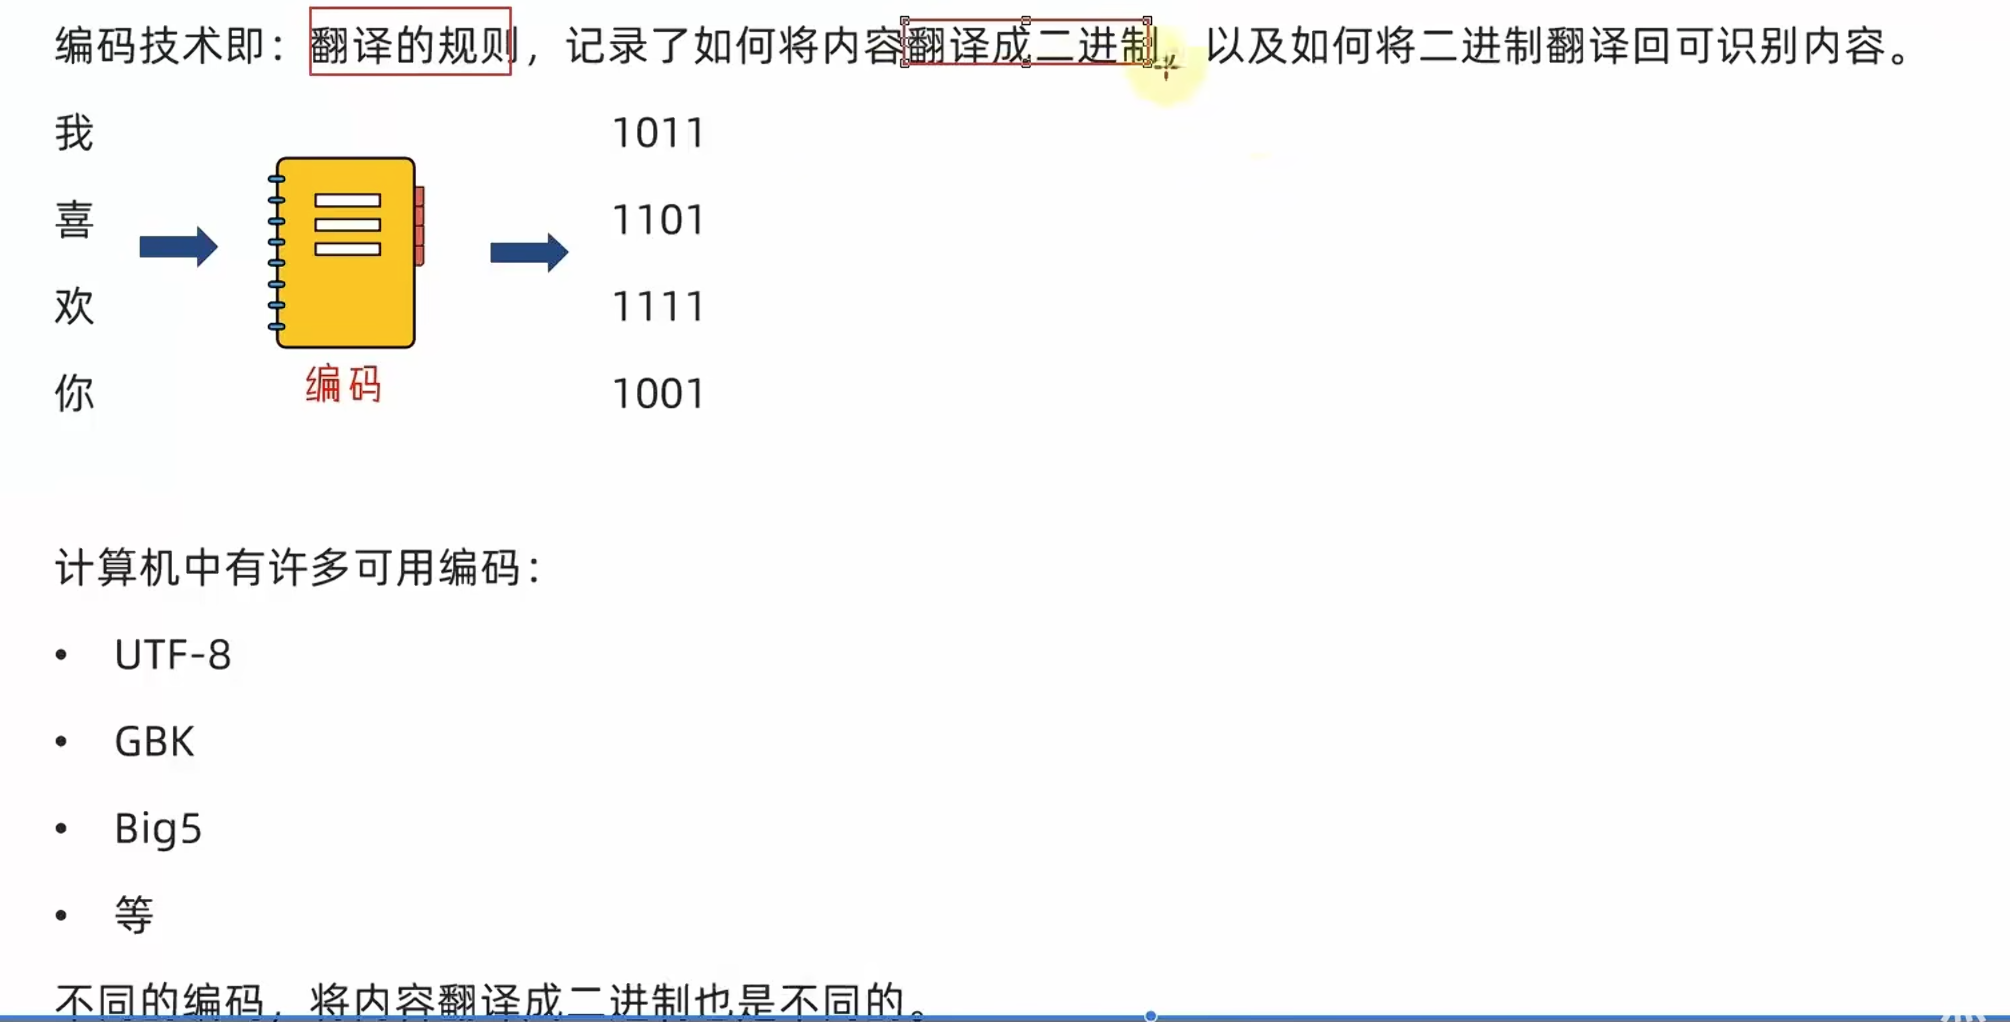 编码技术即：翻译的规则，记录了如何将内容翻译成二进制，以及如何将二进制翻译回可识别内容。
我 1011
喜 1101
欢 1111
编码
你 1001
计算机中有许多可用编码：
• UTF-8
• GBK
• Big5
• 等
不同的编码，将内容翻译成二进制也是不同的。